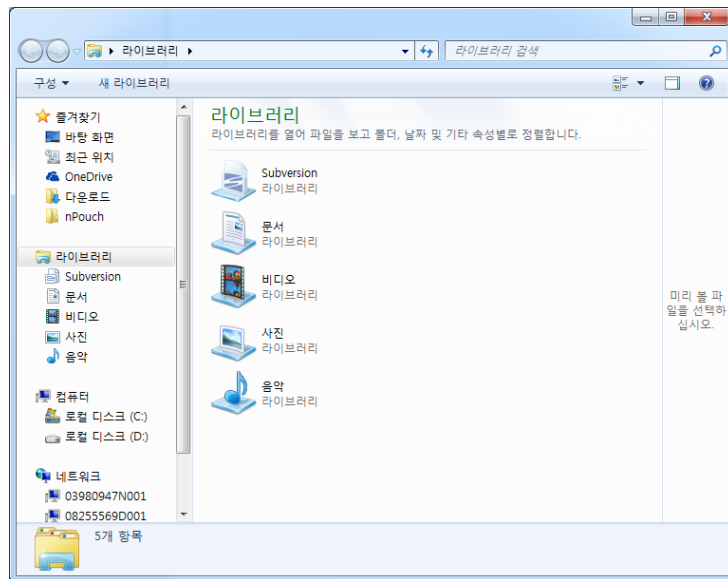 라이브러리
라이브러리 검색
구성
새 라이브러리
즐겨찾기
바탕 화면
최근 위치
OneDrive
다운로드
nPouch
라이브러리
Subversion
문서
비디오
사진
음악
컴퓨터
로컬 디스크 (C:)
로컬 디스크 (D:)
네트워크
03980947N001
08255569D001
라이브러리
라이브러리를 열어 파일을 보고 폴더, 날짜 및 기타 속성별로 정렬합니다.
Subversion
라이브러리
문서
라이브러리
비디오
라이브러리
사진
라이브러리
음악
라이브러리
미리 볼 파
일을 선택하
십시오.
5개 항목